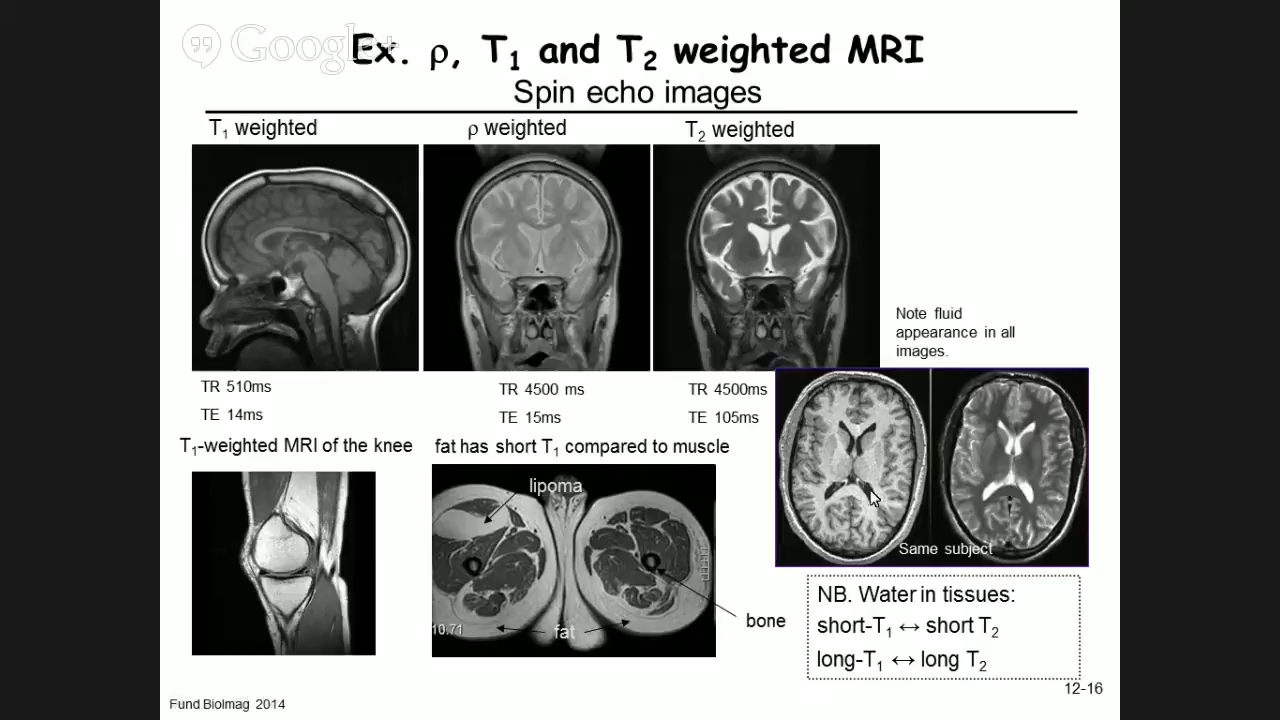 Google+
Ex. ρ, T₁ and T₂ weighted MRI
Spin echo images
T₁ weighted
ρ weighted
T₂ weighted
Note fluid
appearance in all
images.
TR 510ms
TE 14ms
TR 4500 ms
TE 15ms
TR 4500ms
TE 105ms
T₁-weighted MRI of the knee
fat has short T₁ compared to muscle
lipoma
fat
10.71
bone
Same subject
NB. Water in tissues:
short-T₁ ↔ short T₂
long-T₁ ↔ long T₂
12-16
Fund BioImag 2014